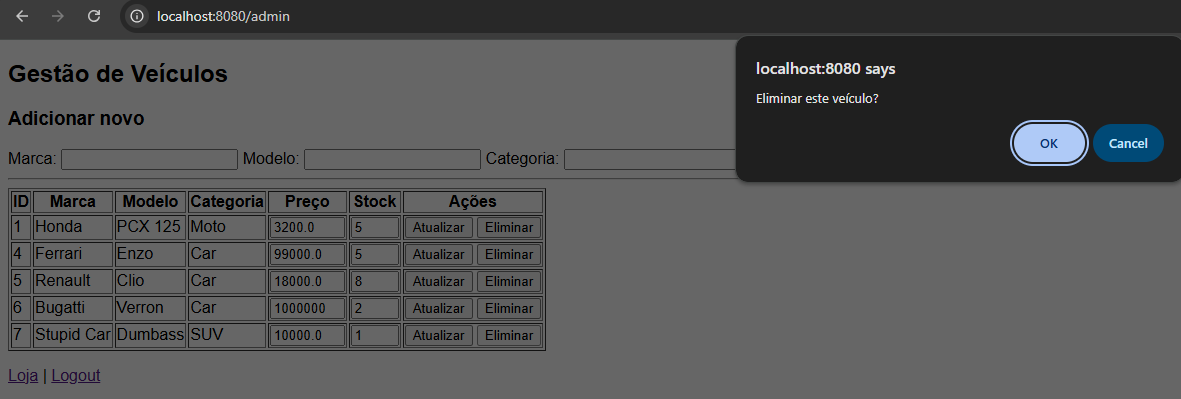 localhost:8080/admin
localhost:8080 says
Eliminar este veículo?
OK Cancel
Gestão de Veículos
Adicionar novo
Marca: Modelo: Categoria:
ID Marca Modelo Categoria Preço Stock Ações
1 Honda PCX 125 Moto 3200.0 5 Atualizar Eliminar
4 Ferrari Enzo Car 99000.0 5 Atualizar Eliminar
5 Renault Clio Car 18000.0 8 Atualizar Eliminar
6 Bugatti Verron Car 1000000 2 Atualizar Eliminar
7 Stupid Car Dumbass SUV 10000.0 1 Atualizar Eliminar
Loja | Logout